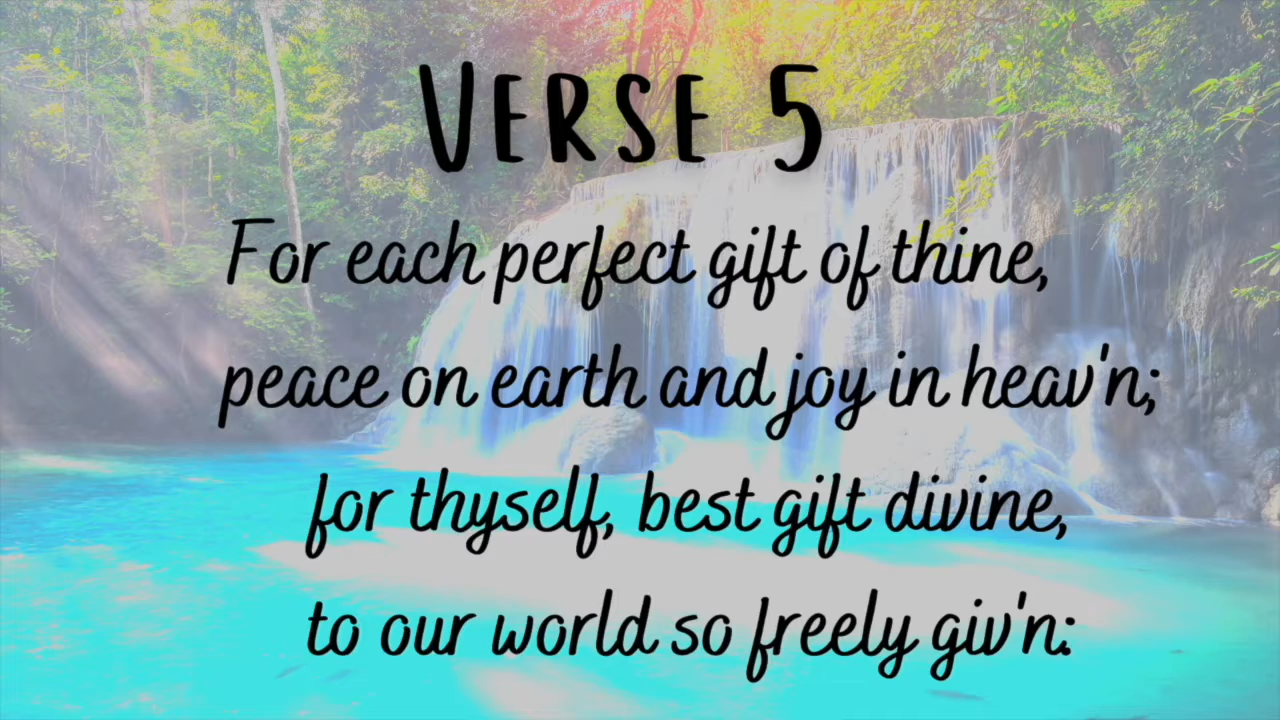 VERSE 5
For each perfect gift of thine,
peace on earth and joy in heav'n;
for thyself, best gift divine,
to our world so freely giv'n: